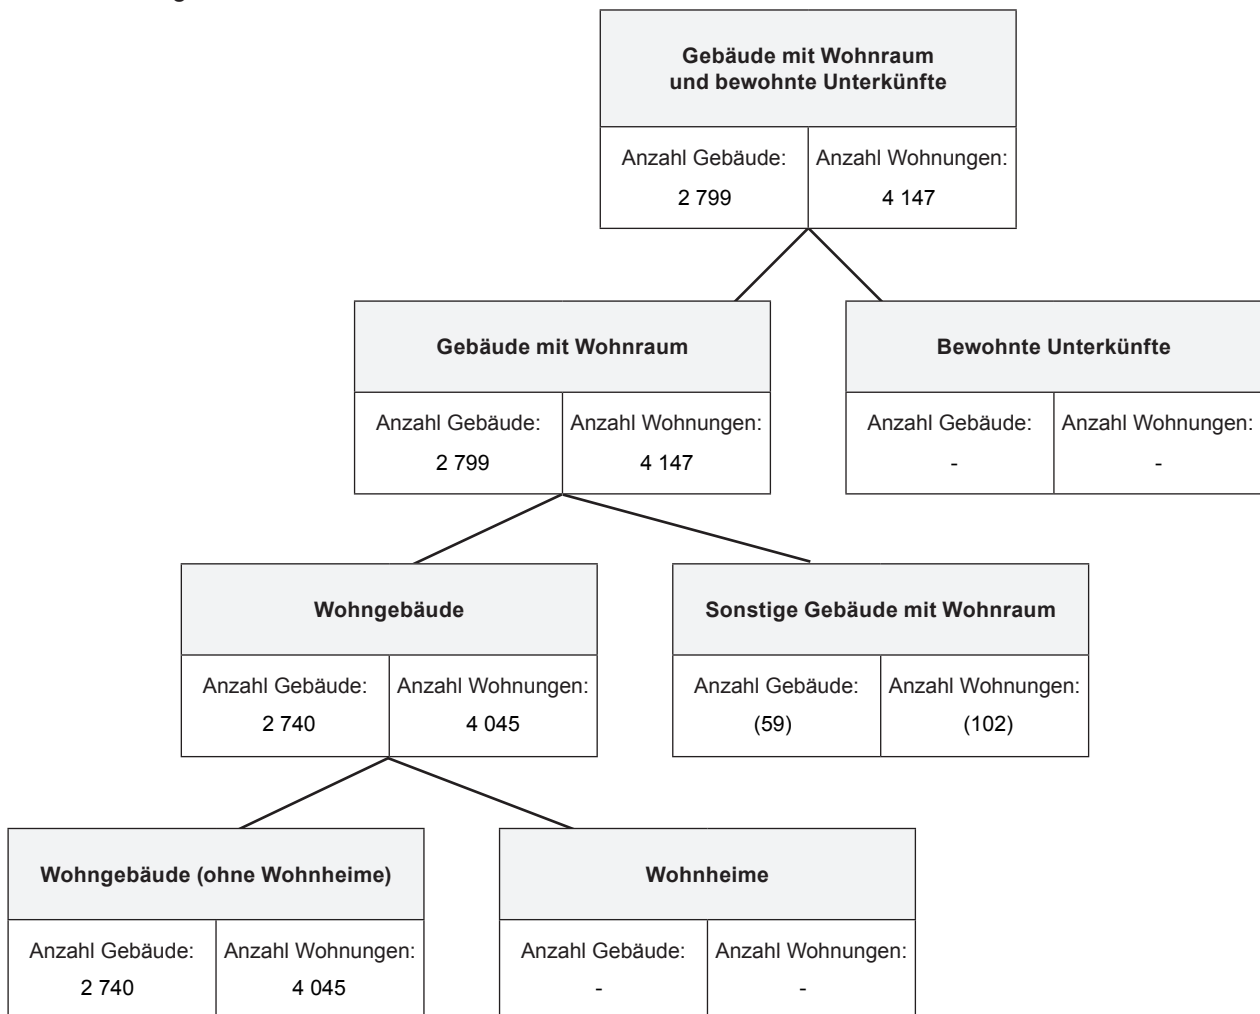 Gebäude mit Wohnraum
und bewohnte Unterkünfte
Anzahl Gebäude: Anzahl Wohnungen:
2 799 4 147
Gebäude mit Wohnraum Bewohnte Unterkünfte
Anzahl Gebäude: Anzahl Wohnungen: Anzahl Gebäude: Anzahl Wohnungen:
2 799 4 147 - -
Wohngebäude Sonstige Gebäude mit Wohnraum
Anzahl Gebäude: Anzahl Wohnungen: Anzahl Gebäude: Anzahl Wohnungen:
2 740 4 045 (59) (102)
Wohngebäude (ohne Wohnheime) Wohnheime
Anzahl Gebäude: Anzahl Wohnungen: Anzahl Gebäude: Anzahl Wohnungen:
2 740 4 045 - -